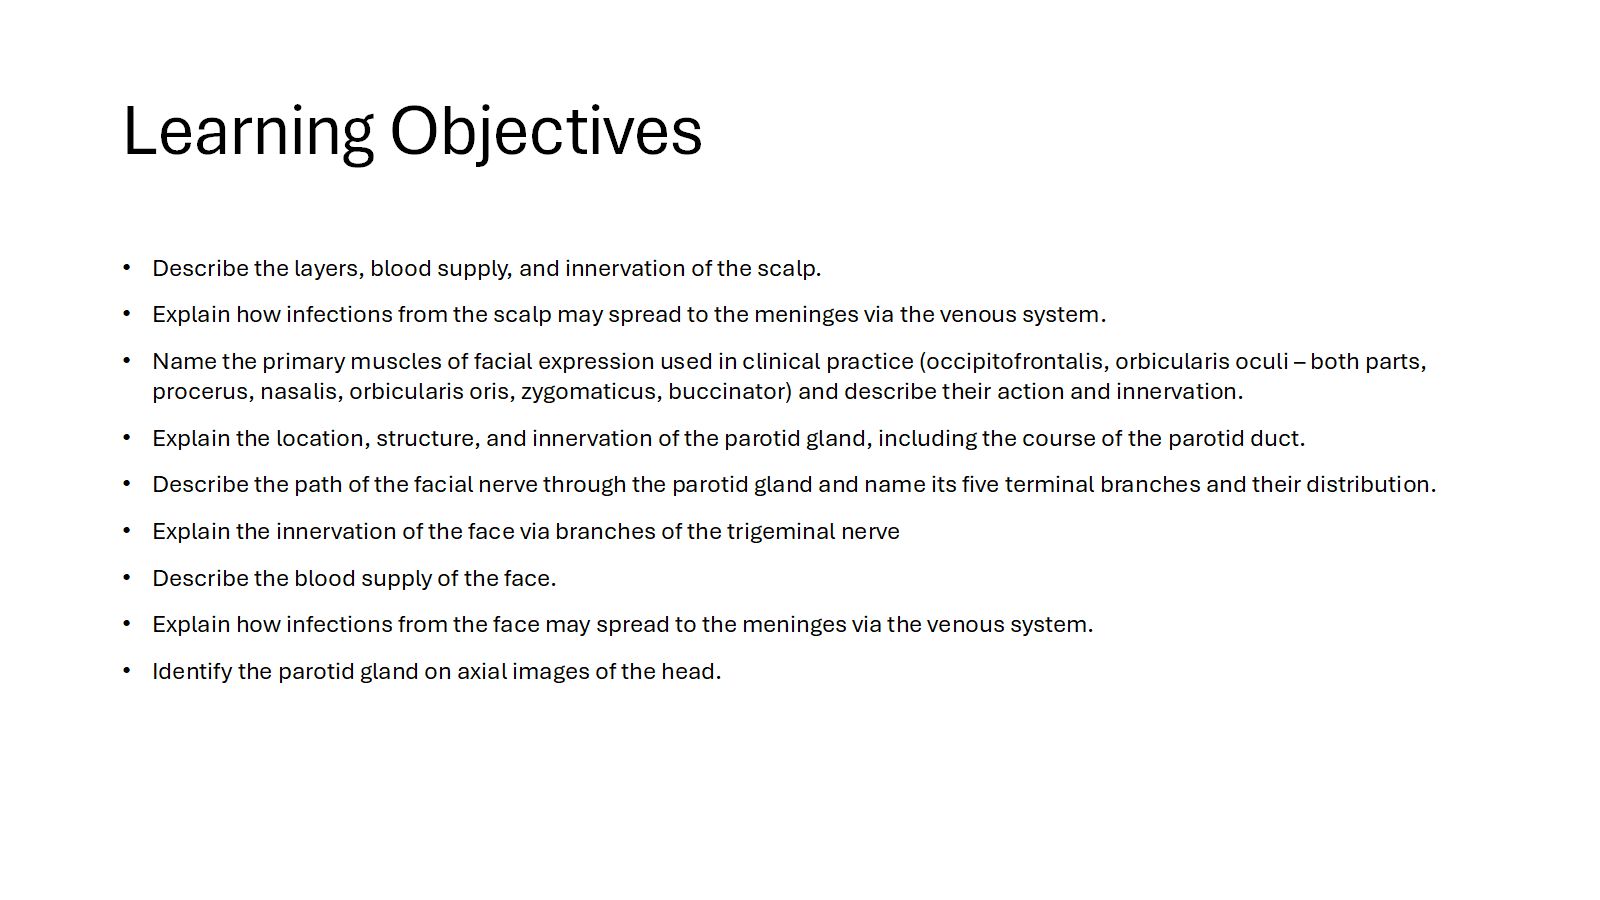 Learning Objectives
• Describe the layers, blood supply, and innervation of the scalp.
• Explain how infections from the scalp may spread to the meninges via the venous system.
• Name the primary muscles of facial expression used in clinical practice (occipitofrontalis, orbicularis oculi – both parts,
procerus, nasalis, orbicularis oris, zygomaticus, buccinator) and describe their action and innervation.
• Explain the location, structure, and innervation of the parotid gland, including the course of the parotid duct.
• Describe the path of the facial nerve through the parotid gland and name its five terminal branches and their distribution.
• Explain the innervation of the face via branches of the trigeminal nerve
• Describe the blood supply of the face.
• Explain how infections from the face may spread to the meninges via the venous system.
• Identify the parotid gland on axial images of the head.